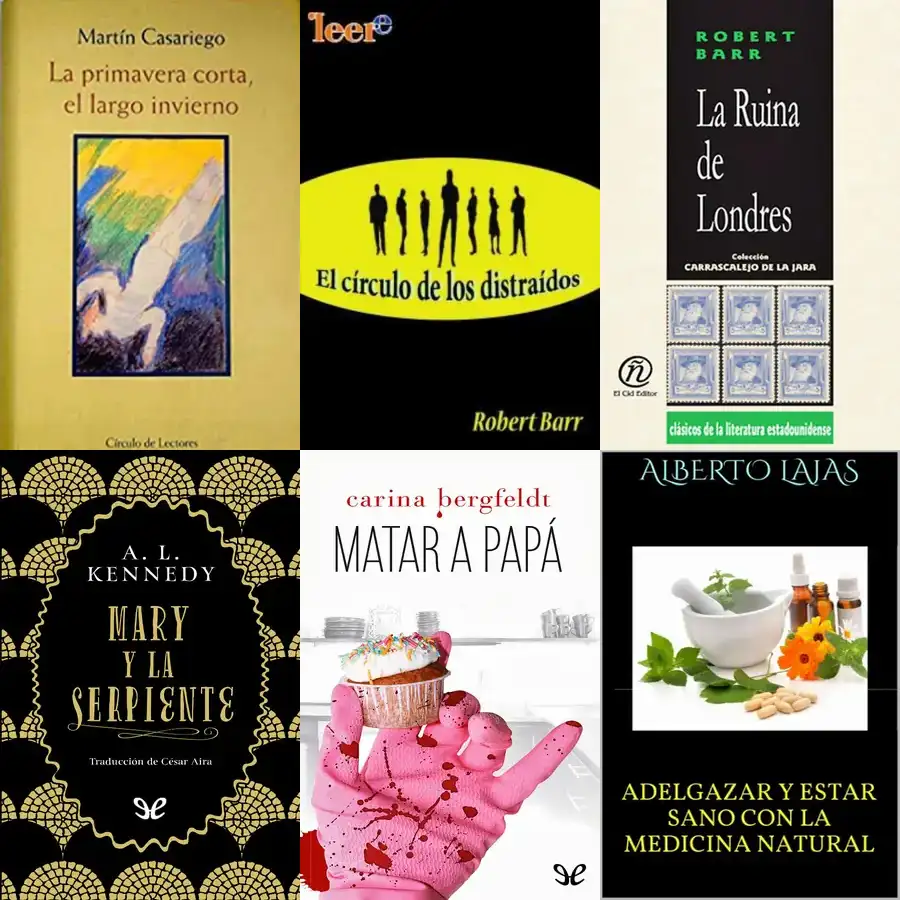 Martín Casariego
La primavera corta,
el largo invierno
Círculo de Lectores
leer e
El círculo de los distraídos
Robert Barr
ROBERT
BARR
La Ruina
de
Londres
Colección
CARRASCALEJO DE LA JARA
ñ
El Cid Editor
clásicos de la literatura estadounidense
A. L.
KENNEDY
MARY
Y LA
SERPIENTE
Traducción de César Aira
carina bergfeldt
MATAR A PAPÁ
ALBERTO LAJAS
ADELGAZAR Y ESTAR
SANO CON LA
MEDICINA NATURAL